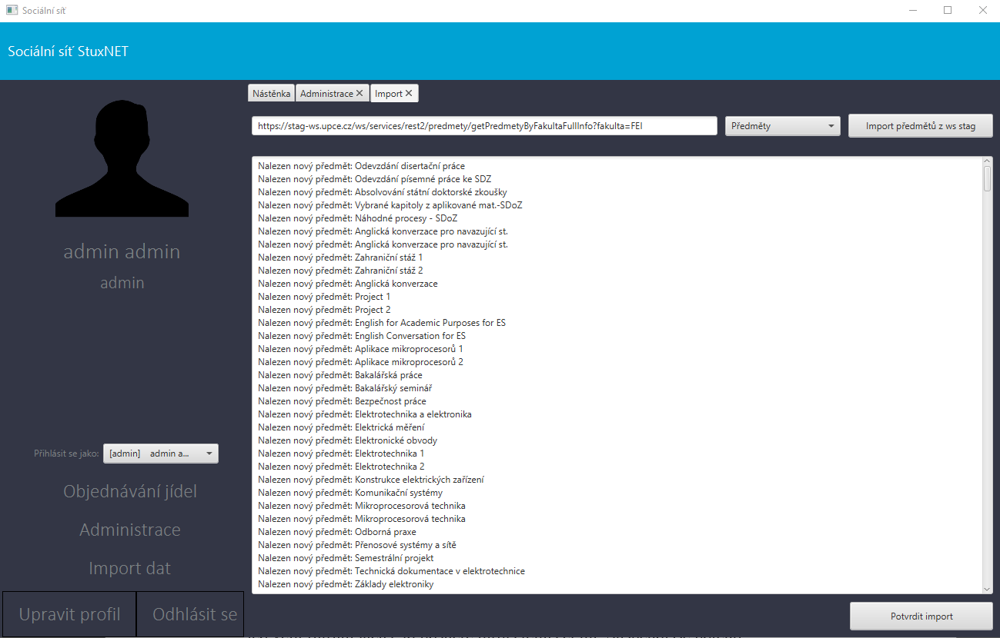 Sociální síť
Sociální síť StuxNET
Nástěnka
Administrace
Import
https://stag-ws.upce.cz/ws/services/rest2/predmety/getPredmetyByFakultaFullInfo?fakulta=FEI
Předměty
Import předmětů z ws stag
admin admin
admin
Nalezen nový předmět: Odevzdání disertační práce
Nalezen nový předmět: Odevzdání písemné práce ke SDZ
Nalezen nový předmět: Absolvování státní doktorské zkoušky
Nalezen nový předmět: Vybrané kapitoly z aplikované mat.-SDoZ
Nalezen nový předmět: Náhodné procesy - SDoZ
Nalezen nový předmět: Anglická konverzace pro navazující st.
Nalezen nový předmět: Anglická konverzace pro navazující st.
Nalezen nový předmět: Zahraniční stáž 1
Nalezen nový předmět: Zahraniční stáž 2
Nalezen nový předmět: Anglická konverzace
Nalezen nový předmět: Project 1
Nalezen nový předmět: Project 2
Nalezen nový předmět: English for Academic Purposes for ES
Nalezen nový předmět: English Conversation for ES
Nalezen nový předmět: Aplikace mikroprocesorů 1
Nalezen nový předmět: Aplikace mikroprocesorů 2
Nalezen nový předmět: Bakalářská práce
Nalezen nový předmět: Bakalářský seminář
Nalezen nový předmět: Bezpečnost práce
Nalezen nový předmět: Elektrotechnika a elektronika
Nalezen nový předmět: Elektrická měření
Nalezen nový předmět: Elektronické obvody
Nalezen nový předmět: Elektrotechnika 1
Nalezen nový předmět: Elektrotechnika 2
Nalezen nový předmět: Konstrukce elektrických zařízení
Nalezen nový předmět: Komunikační systémy
Nalezen nový předmět: Mikroprocesorová technika
Nalezen nový předmět: Mikroprocesorová technika
Nalezen nový předmět: Odborná praxe
Nalezen nový předmět: Přenosové systémy a sítě
Nalezen nový předmět: Semestrální projekt
Nalezen nový předmět: Technická dokumentace v elektrotechnice
Nalezen nový předmět: Základy elektroniky
Přihlásit se jako:
[admin] admin a...
Objednávání jídel
Administrace
Import dat
Upravit profil
Odhlásit se
Potvrdit import